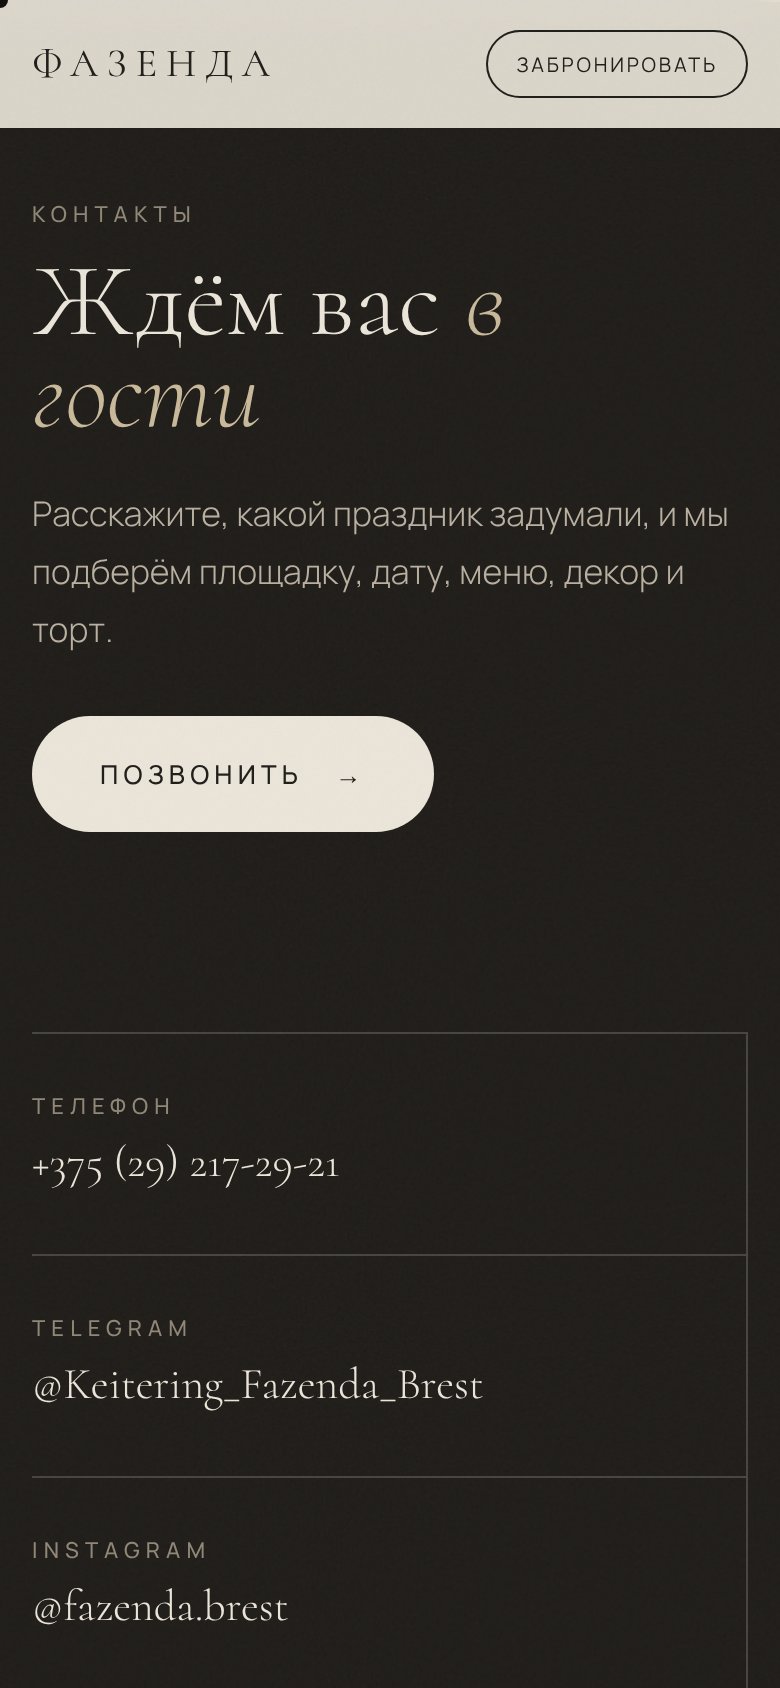 ФАЗЕНДА
ЗАБРОНИРОВАТЬ
КОНТАКТЫ
Ждём вас в
гости
Расскажите, какой праздник задумали, и мы
подберём площадку, дату, меню, декор и
торт.
ПОЗВОНИТЬ →
ТЕЛЕФОН
+375 (29) 217-29-21
TELEGRAM
@Keitering_Fazenda_Brest
INSTAGRAM
@fazenda.brest